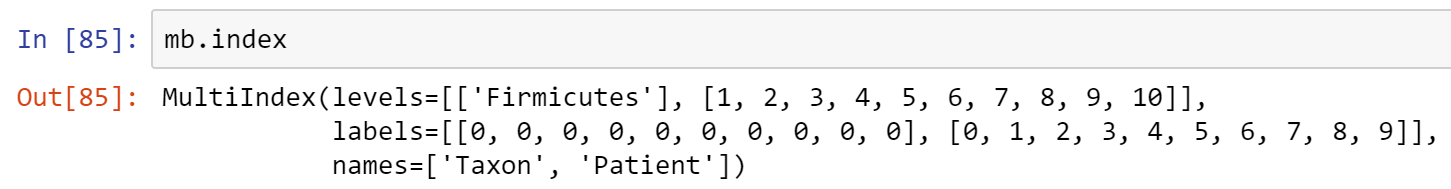 In [85]: mb.index
Out[85]: MultiIndex(levels=[['Firmicutes'], [1, 2, 3, 4, 5, 6, 7, 8, 9, 10]],
labels=[[0, 0, 0, 0, 0, 0, 0, 0, 0, 0], [0, 1, 2, 3, 4, 5, 6, 7, 8, 9]],
names=['Taxon', 'Patient'])